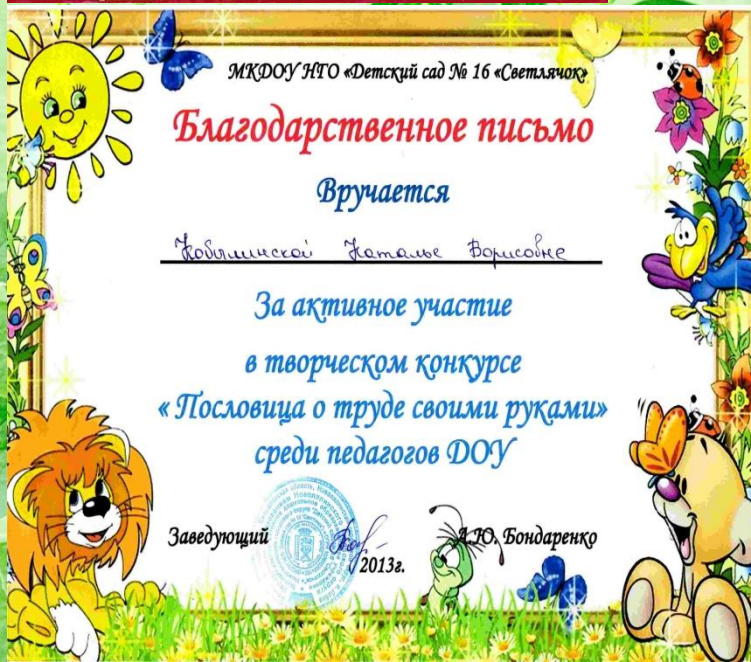 МКДОУ НГО «Детский сад № 16 «Светлячок»
Благодарственное письмо
Вручается
Кобылинской Наталье Борисовне
За активное участие
в творческом конкурсе
« Пословица о труде своими руками»
среди педагогов ДОУ
Заведующий А.Ю. Бондаренко
2013г.